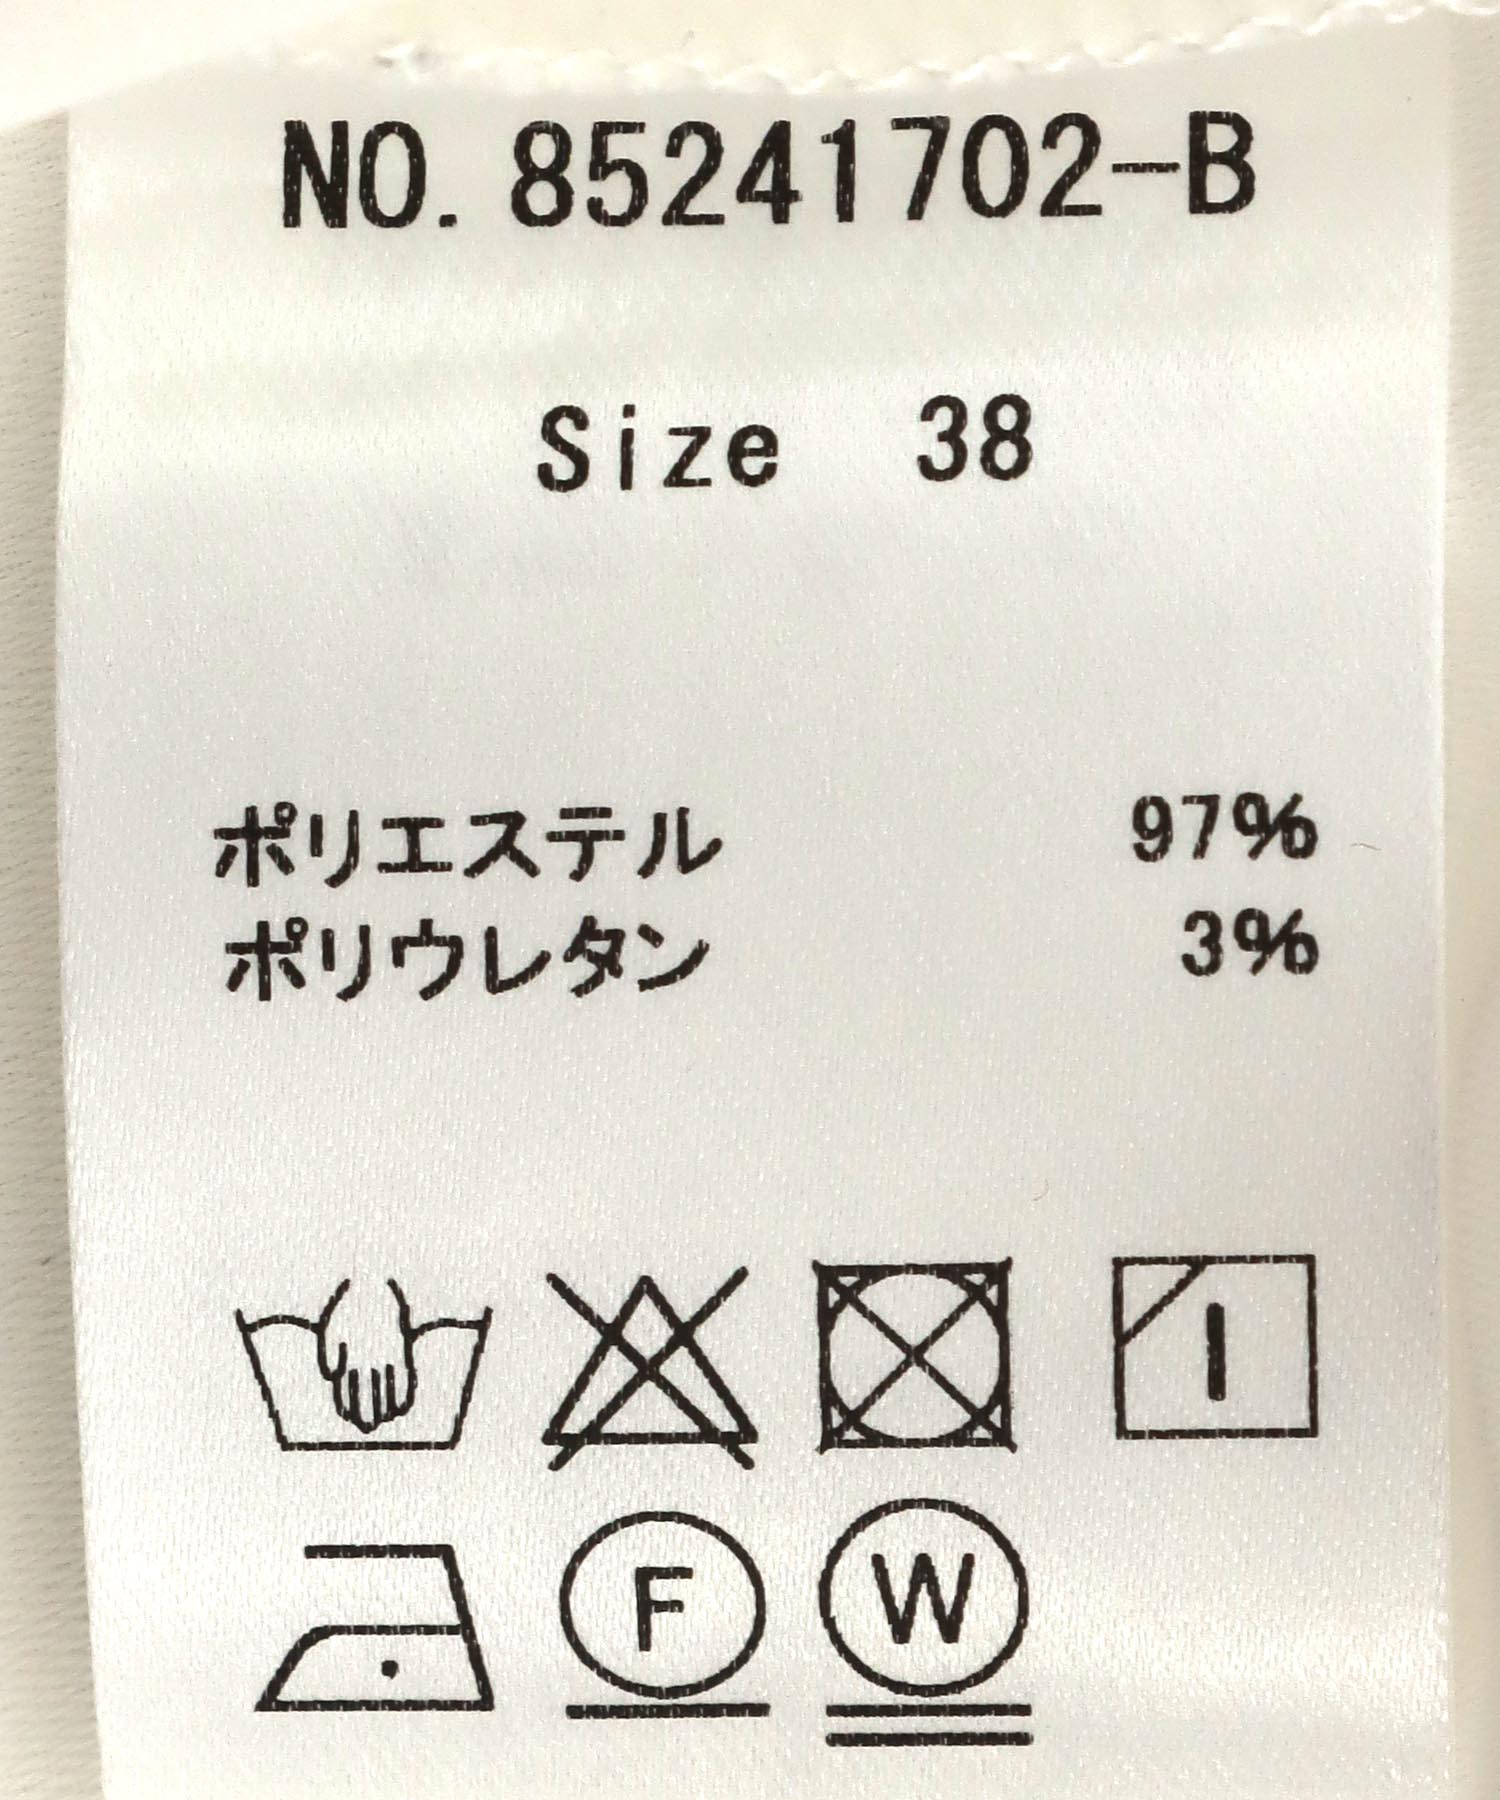 NO. 85241702-B
Size 38
ポリエステル 97%
ポリウレタン 3%
F W